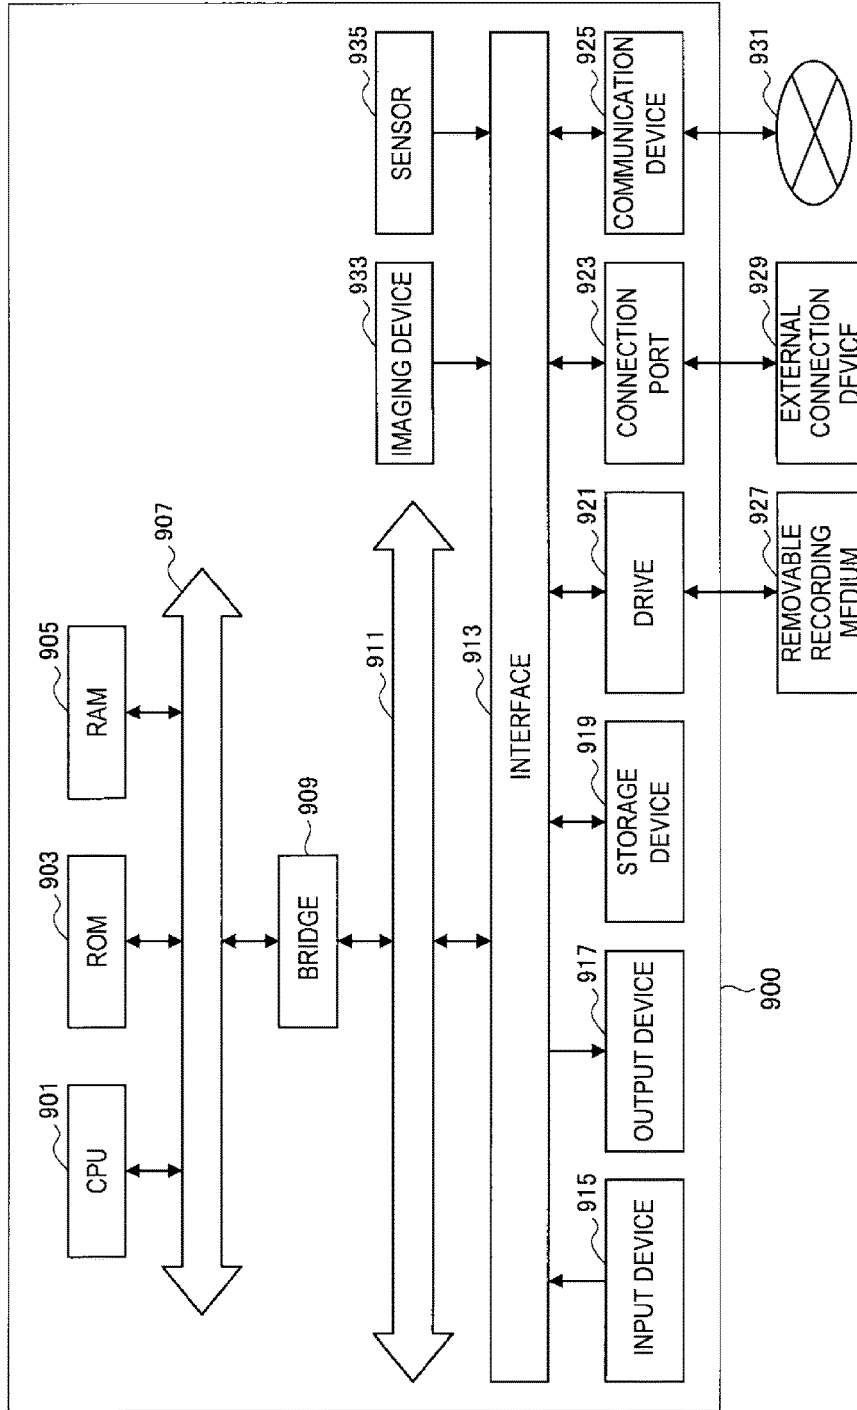 901
CPU
903
ROM
905
RAM
907
909
BRIDGE
911
933
IMAGING DEVICE
935
SENSOR
913
INTERFACE
915
INPUT DEVICE
917
OUTPUT DEVICE
919
STORAGE
DEVICE
921
DRIVE
923
CONNECTION
PORT
925
COMMUNICATION
DEVICE
900
927
REMOVABLE
RECORDING
MEDIUM
929
EXTERNAL
CONNECTION
DEVICE
931